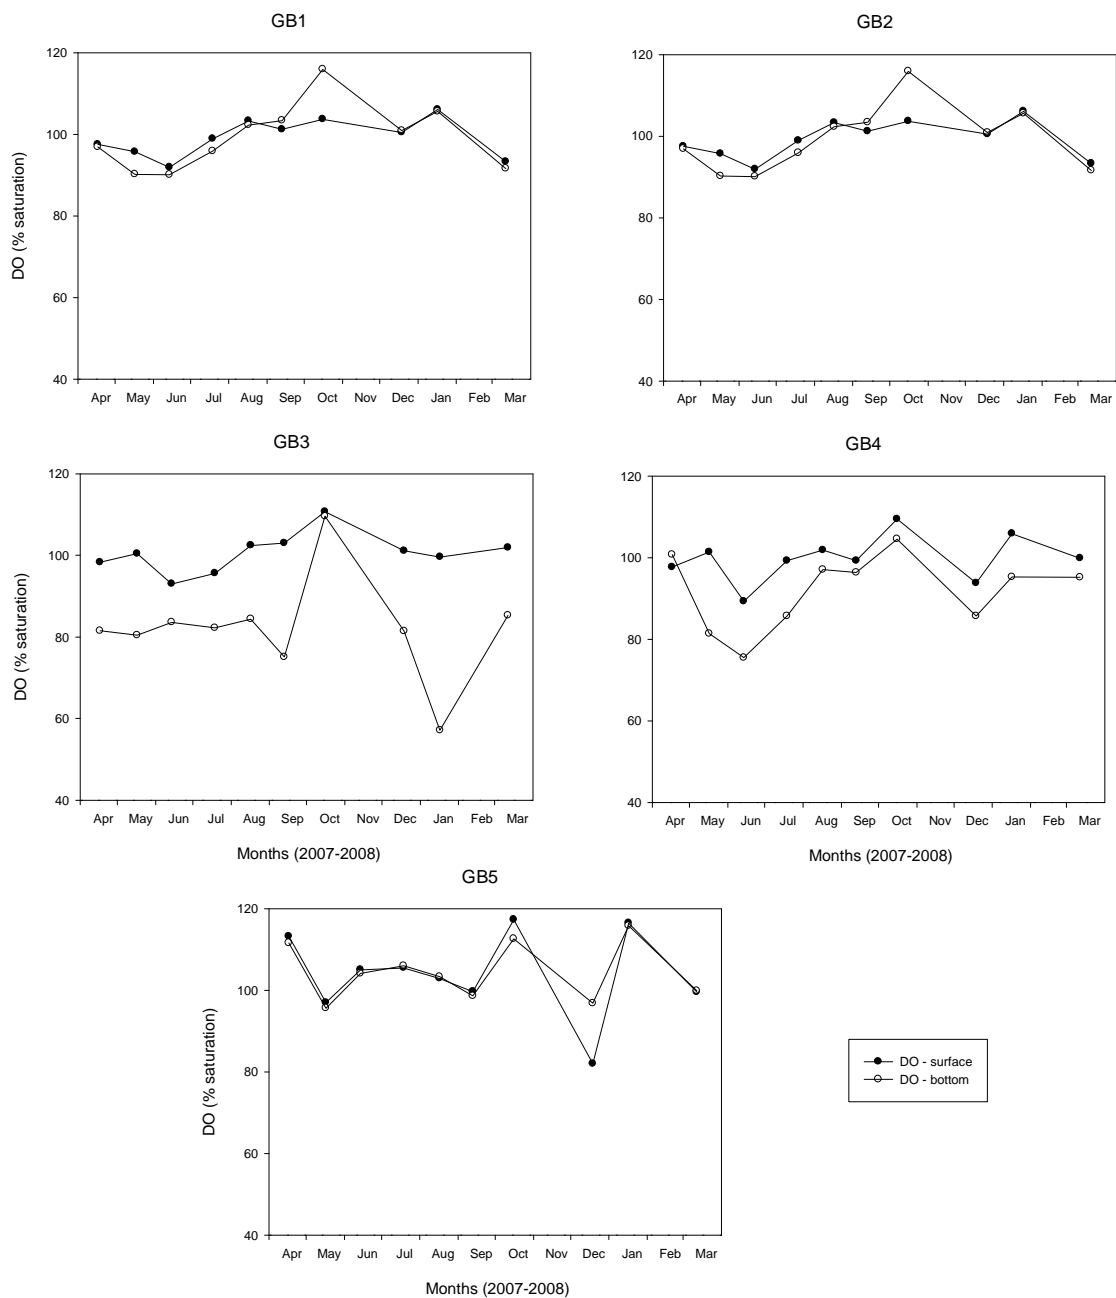 GB1
GB2
120
100
80
60
40
DO (% saturation)
Apr May Jun Jul Aug Sep Oct Nov Dec Jan Feb Mar
120
100
80
60
40
Apr May Jun Jul Aug Sep Oct Nov Dec Jan Feb Mar
GB3
GB4
120
100
80
60
40
DO (% saturation)
Apr May Jun Jul Aug Sep Oct Nov Dec Jan Feb Mar
Months (2007-2008)
120
100
80
60
40
Apr May Jun Jul Aug Sep Oct Nov Dec Jan Feb Mar
Months (2007-2008)
GB5
120
100
80
60
40
DO (% saturation)
Apr May Jun Jul Aug Sep Oct Nov Dec Jan Feb Mar
Months (2007-2008)
DO - surface
DO - bottom